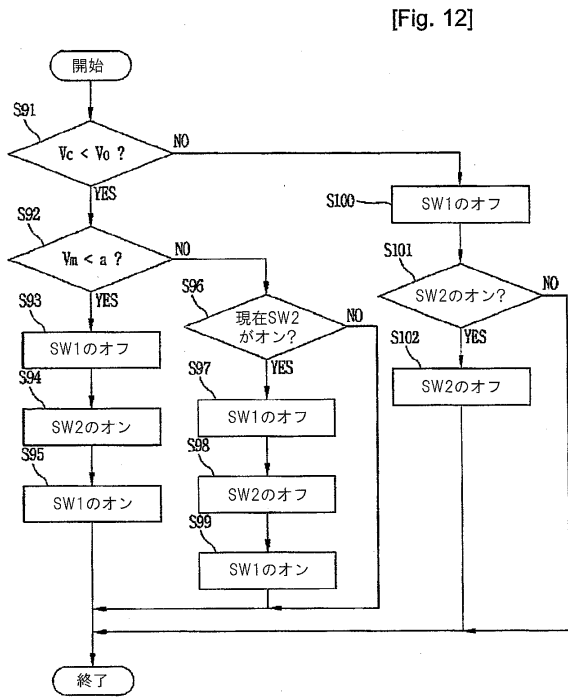 [Fig. 12]
開始
S91
Vc < Vo ?
NO
YES
S92
Vm < a ?
NO
YES
S93
SW1のオフ
S94
SW2のオン
S95
SW1のオン
S96
現在SW2
がオン?
NO
YES
S97
SW1のオフ
S98
SW2のオフ
S99
SW1のオン
S100
SW1のオフ
S101
SW2のオン?
NO
YES
S102
SW2のオフ
終了